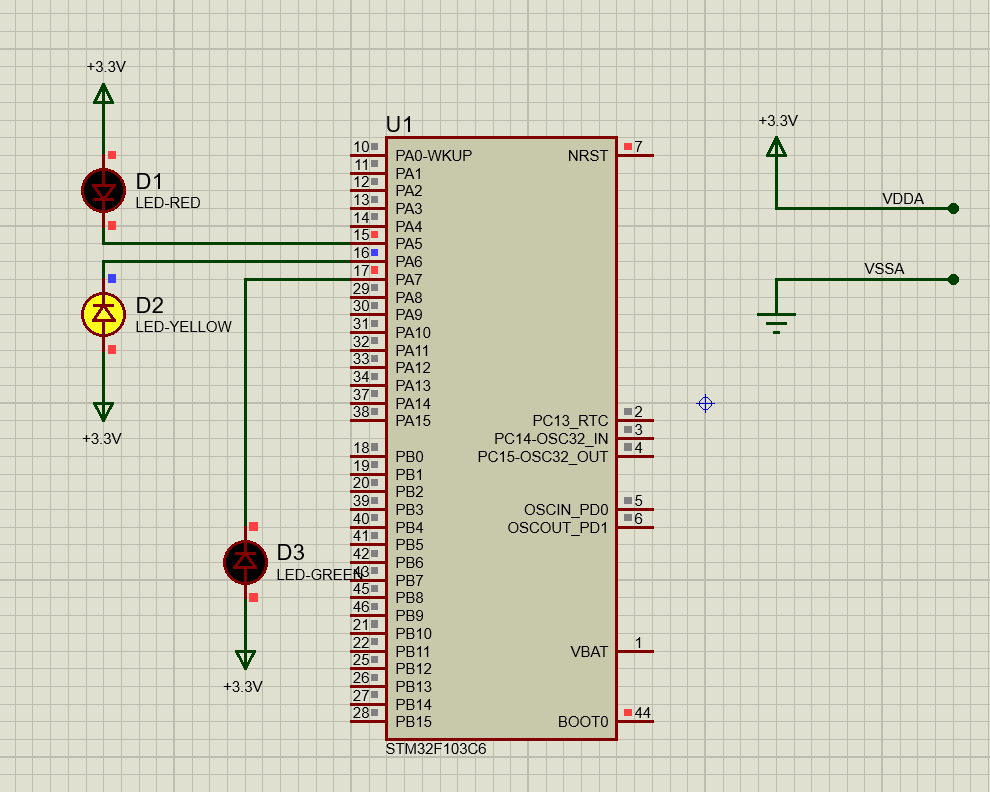 +3.3V
D1
LED-RED
D2
LED-YELLOW
+3.3V
D3
LED-GREEN
+3.3V
U1
10 PA0-WKUP
11 PA1
12 PA2
13 PA3
14 PA4
15 PA5
16 PA6
17 PA7
29 PA8
30 PA9
31 PA10
32 PA11
33 PA12
34 PA13
37 PA14
38 PA15
18 PB0
19 PB1
20 PB2
39 PB3
40 PB4
41 PB5
42 PB6
43 PB7
45 PB8
46 PB9
21 PB10
22 PB11
25 PB12
26 PB13
27 PB14
28 PB15
NRST 7
PC13_RTC 2
PC14-OSC32_IN 3
PC15-OSC32_OUT 4
OSCIN_PD0 5
OSCOUT_PD1 6
VBAT 1
BOOT0 44
STM32F103C6
+3.3V
VDDA
VSSA